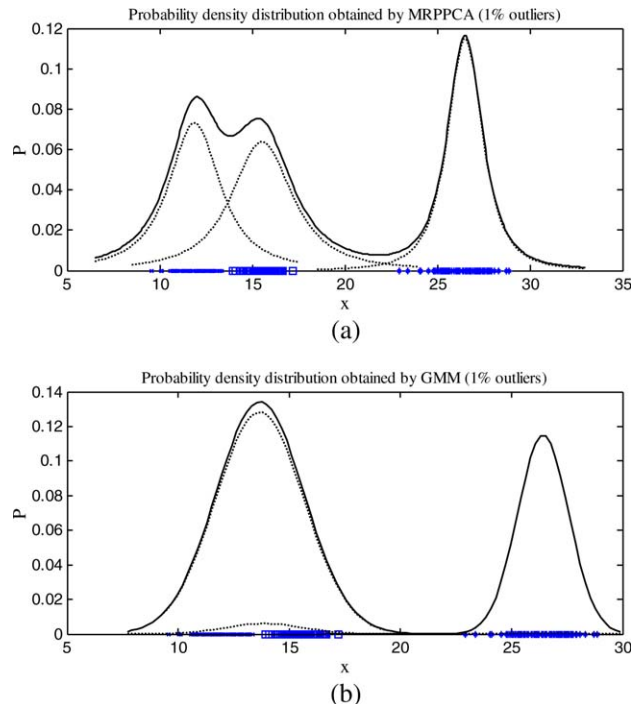 Probability density distribution obtained by MRPPCA (1% outliers)
0.12
0.1
0.08
0.06
0.04
0.02
0
P
5 10 15 20 25 30 35
x
(a)
Probability density distribution obtained by GMM (1% outliers)
0.14
0.12
0.1
0.08
0.06
0.04
0.02
0
P
5 10 15 20 25 30
x
(b)